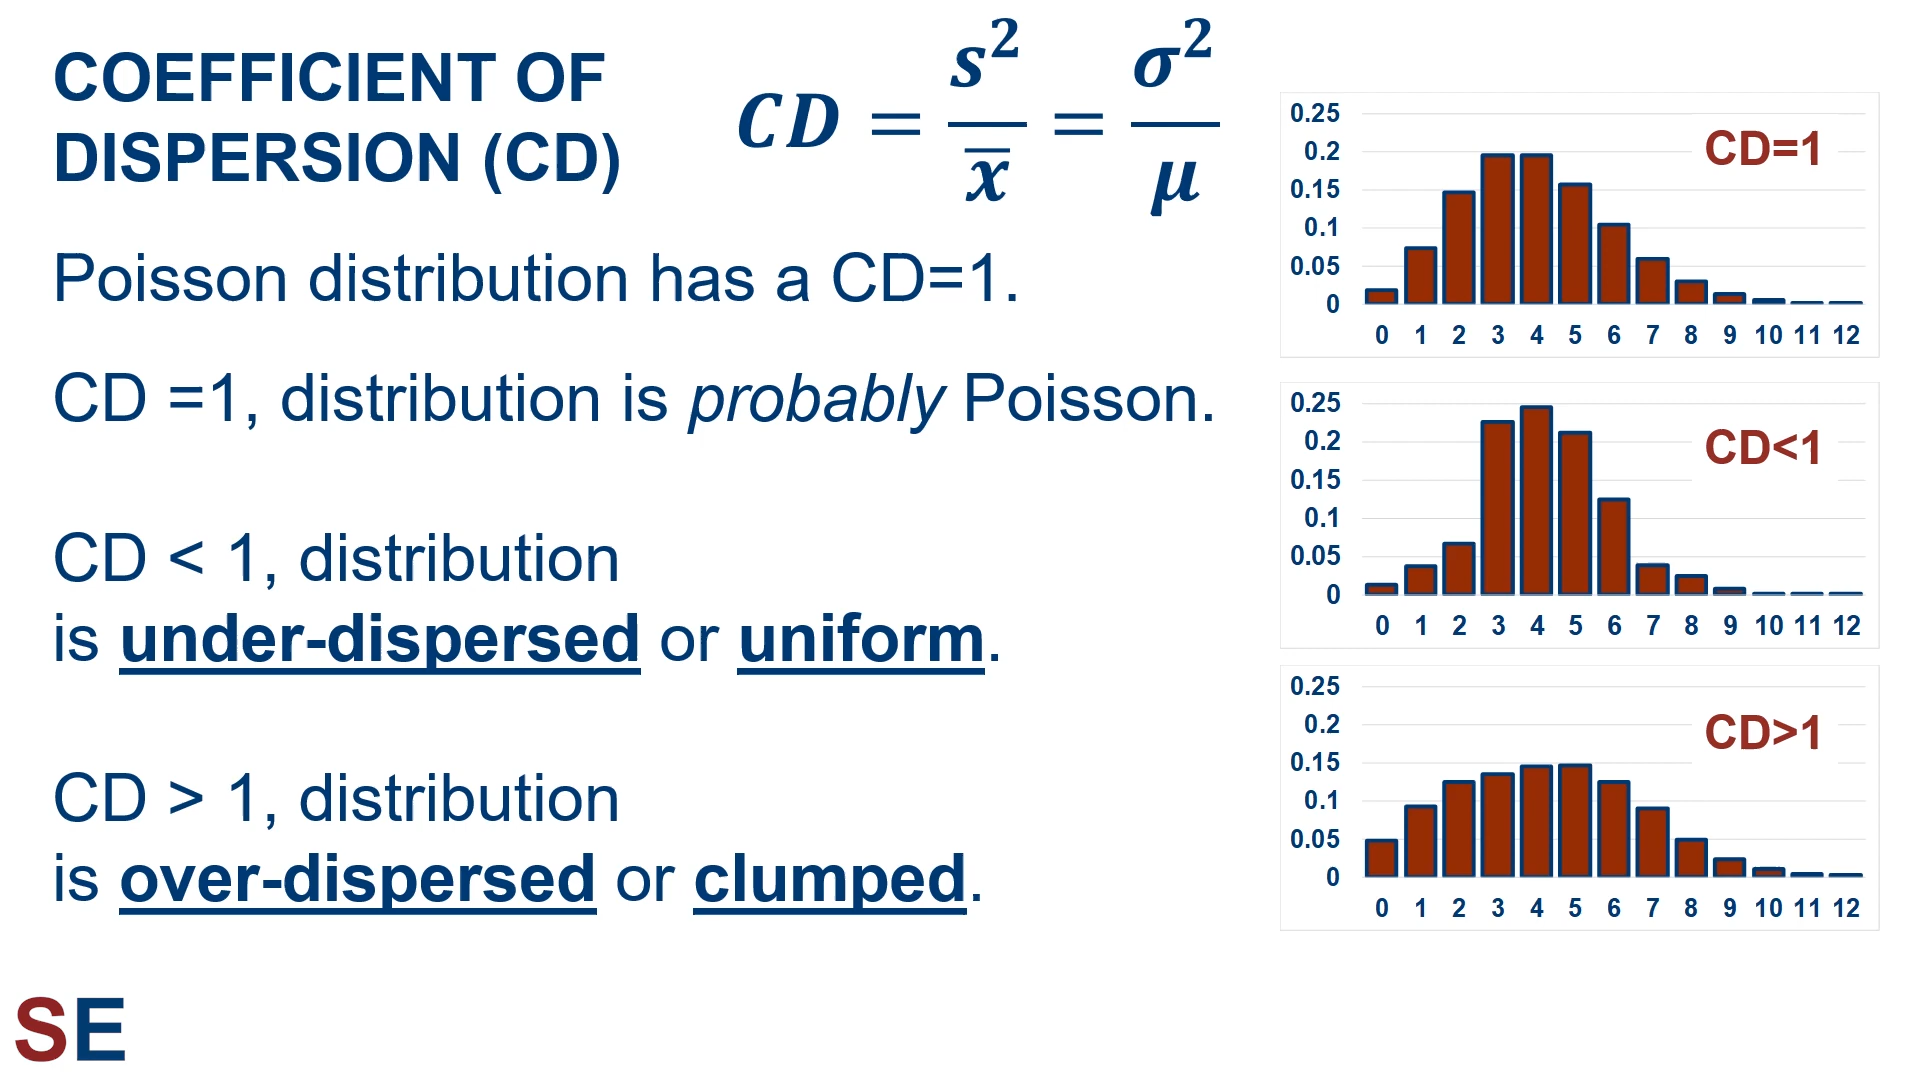 COEFFICIENT OF
DISPERSION (CD)
CD = s²/x̅ = σ²/μ
Poisson distribution has a CD=1.
CD =1, distribution is probably Poisson.
CD < 1, distribution
is under-dispersed or uniform.
CD > 1, distribution
is over-dispersed or clumped.
SE
CD=1
0.25
0.2
0.15
0.1
0.05
0
0 1 2 3 4 5 6 7 8 9 10 11 12
CD<1
0.25
0.2
0.15
0.1
0.05
0
0 1 2 3 4 5 6 7 8 9 10 11 12
CD>1
0.25
0.2
0.15
0.1
0.05
0
0 1 2 3 4 5 6 7 8 9 10 11 12